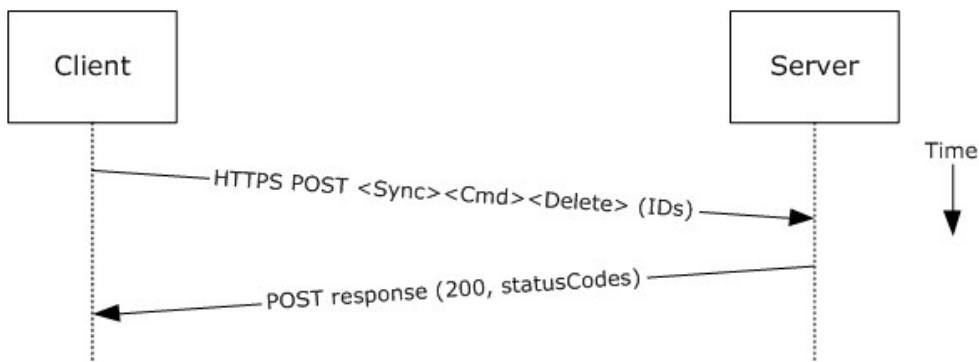 Client
Server
Time
HTTPS POST <Sync><Cmd><Delete> (IDs)
POST response (200, statusCodes)